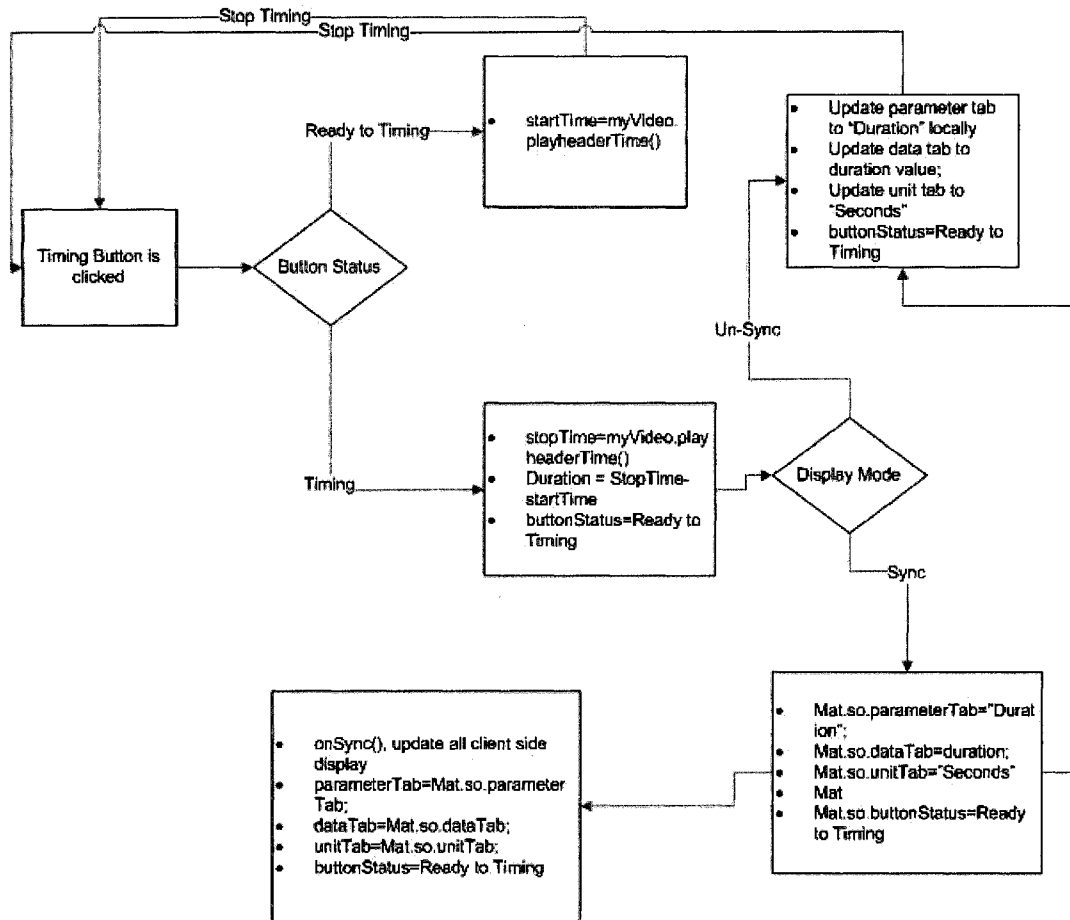 Stop Timing
Stop Timing
Ready to Timing
• startTime=myVideo.
playheaderTime()
• Update parameter tab
to "Duration" locally
• Update data tab to
duration value;
• Update unit tab to
"Seconds"
• buttonStatus=Ready to
Timing
Timing Button is
clicked
Button Status
Un-Sync
Timing
• stopTime=myVideo.play
headerTime()
• Duration = StopTime-
startTime
• buttonStatus=Ready to
Timing
Display Mode
Sync
• onSync(), update all client side
display
• parameterTab=Mat.so.parameter
Tab;
• dataTab=Mat.so.dataTab;
• unitTab=Mat.so.unitTab;
• buttonStatus=Ready to Timing
• Mat.so.parameterTab="Durat
ion";
• Mat.so.dataTab=duration;
• Mat.so.unitTab="Seconds"
• Mat
• Mat.so.buttonStatus=Ready
to Timing